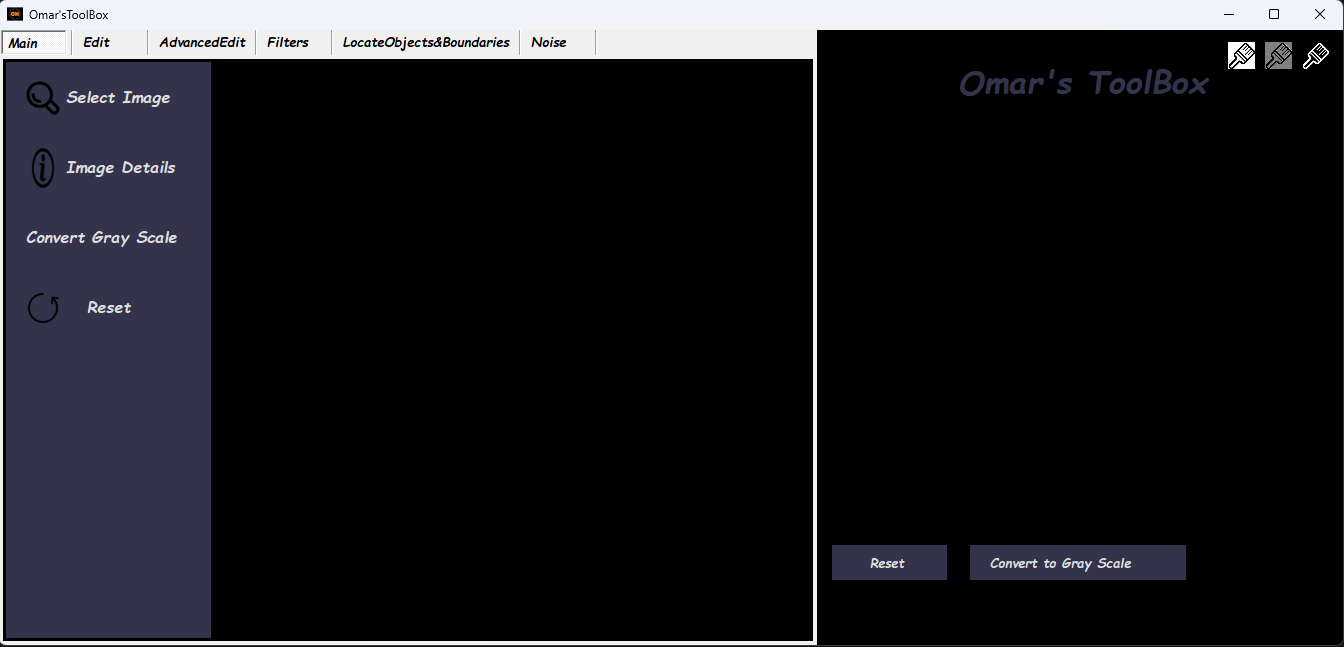 Omar'sToolBox
Main Edit AdvancedEdit Filters LocateObjects&Boundaries Noise
Select Image
Image Details
Convert Gray Scale
Reset
Omar's ToolBox
Reset Convert to Gray Scale